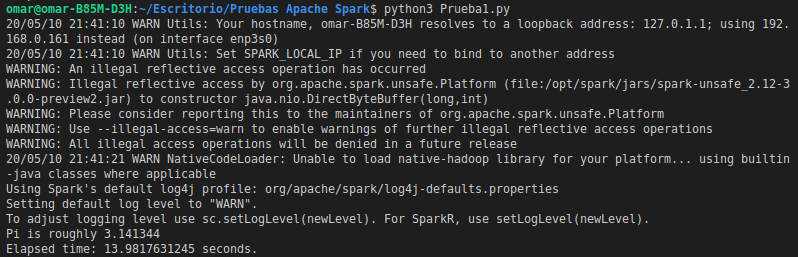 omar@omar-B85M-D3H:~/Escritorio/Pruebas Apache Spark$ python3 Prueba1.py
20/05/10 21:41:10 WARN Utils: Your hostname, omar-B85M-D3H resolves to a loopback address: 127.0.1.1; using 192.
168.0.161 instead (on interface enp3s0)
20/05/10 21:41:10 WARN Utils: Set SPARK_LOCAL_IP if you need to bind to another address
WARNING: An illegal reflective access operation has occurred
WARNING: Illegal reflective access by org.apache.spark.unsafe.Platform (file:/opt/spark/jars/spark-unsafe_2.12-3
.0.0-preview2.jar) to constructor java.nio.DirectByteBuffer(long,int)
WARNING: Please consider reporting this to the maintainers of org.apache.spark.unsafe.Platform
WARNING: Use --illegal-access=warn to enable warnings of further illegal reflective access operations
WARNING: All illegal access operations will be denied in a future release
20/05/10 21:41:21 WARN NativeCodeLoader: Unable to load native-hadoop library for your platform... using builtin
-java classes where applicable
Using Spark's default log4j profile: org/apache/spark/log4j-defaults.properties
Setting default log level to "WARN".
To adjust logging level use sc.setLogLevel(newLevel). For SparkR, use setLogLevel(newLevel).
Pi is roughly 3.141344
Elapsed time: 13.9817631245 seconds.